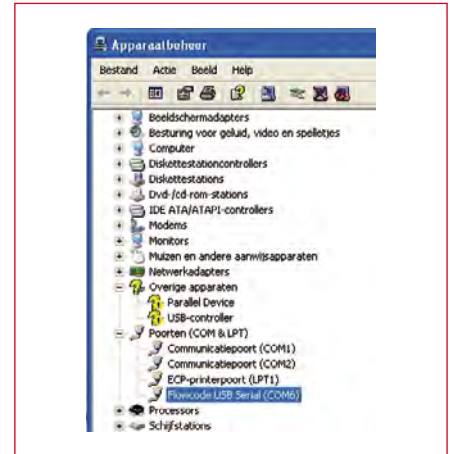 Apparaatbeheer
Bestand Actie Beeld Help
Beeldschermadapters
Besturing voor geluid, video en spelletjes
Computer
Diskettestationcontrollers
Diskettestations
Dvd-/cd-rom-stations
IDE ATA/ATAPI-controllers
Modems
Monitors
Muizen en andere aanwijsapparaten
Netwerkadapters
Overige apparaten
Parallel Device
USB-controller
Poorten (COM & LPT)
Communicatiepoort (COM1)
Communicatiepoort (COM2)
ECP-printerpoort (LPT1)
Flowcode USB Serial (COM6)
Processors
Schijfstations